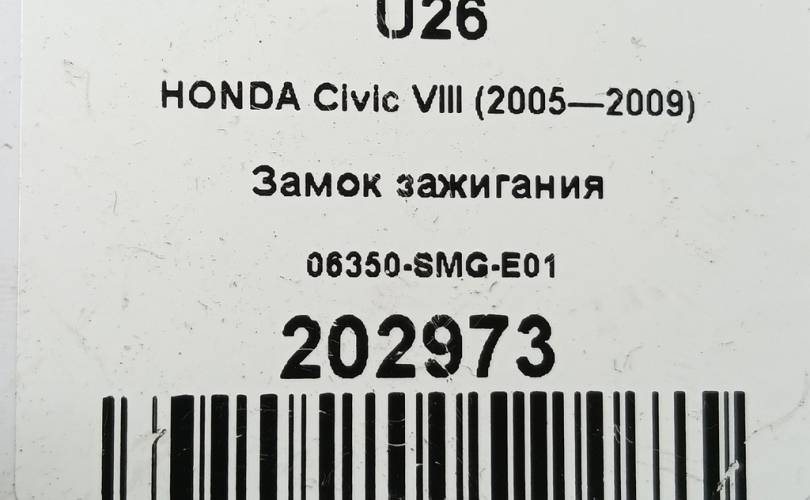 U26
HONDA Civic VIII (2005—2009)
Замок зажигания
06350-SMG-E01
202973